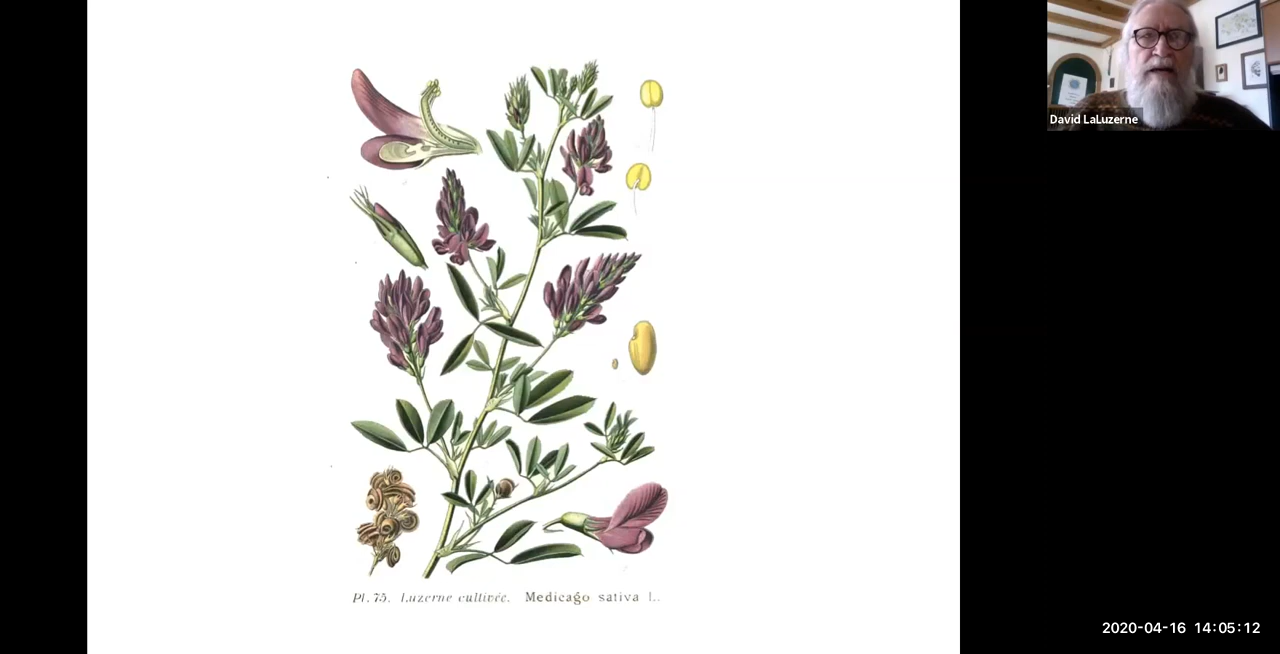 David LaLuzerne
Pl. 75. Luzerne cultivée. Medicago sativa L.
2020-04-16 14:05:12